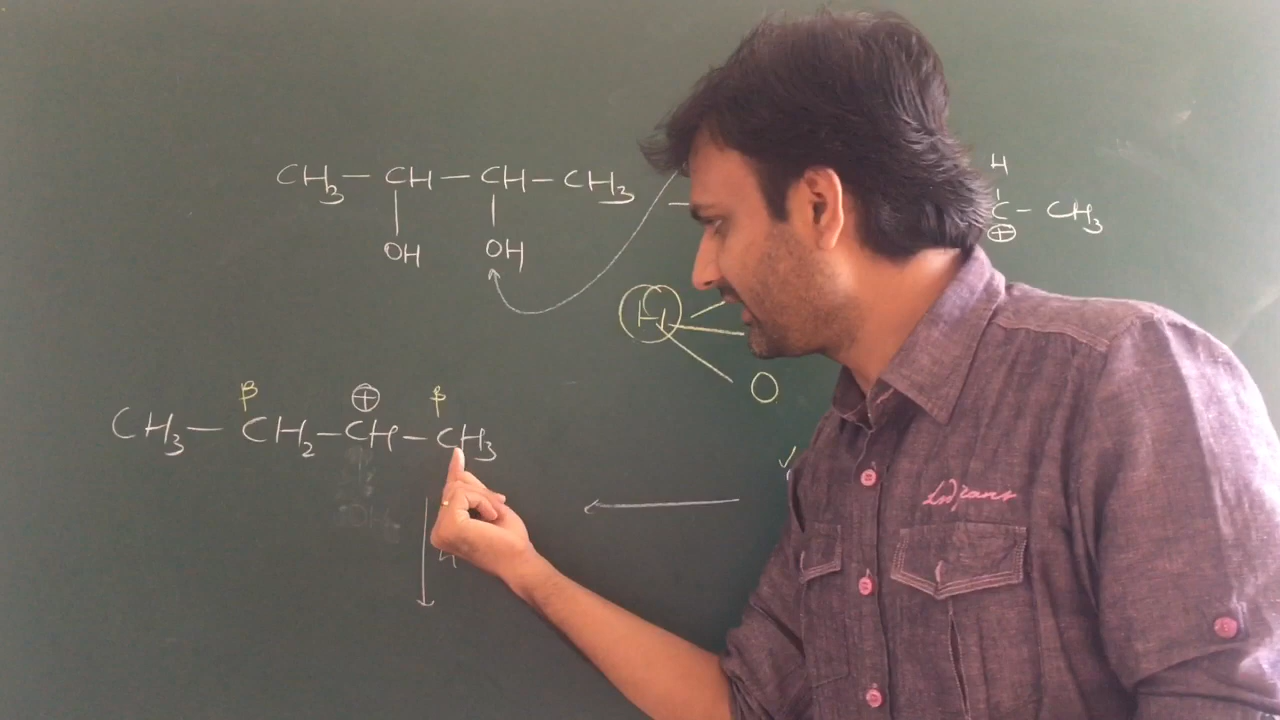 H
CH3 — CH — CH — CH3 — C — CH3
OH OH ⊕
H
O
β ⊕ β
CH3 — CH2 — CH — CH3